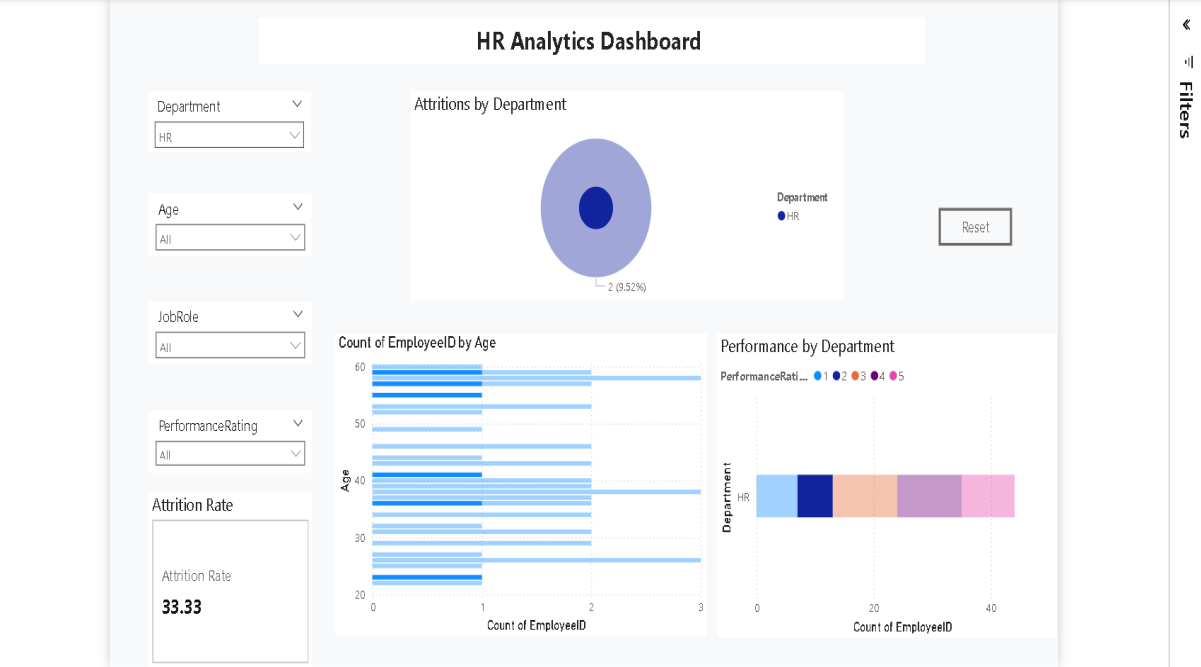 HR Analytics Dashboard
Filters
Department
HR
Age
All
JobRole
All
PerformanceRating
All
Attrition Rate
Attrition Rate
33.33
Attritions by Department
2 (9.52%)
Department
HR
Reset
Count of EmployeeID by Age
60
50
40
30
20
Age
0 1 2 3
Count of EmployeeID
Performance by Department
PerformanceRati... 1 2 3 4 5
Department
HR
0 20 40
Count of EmployeeID